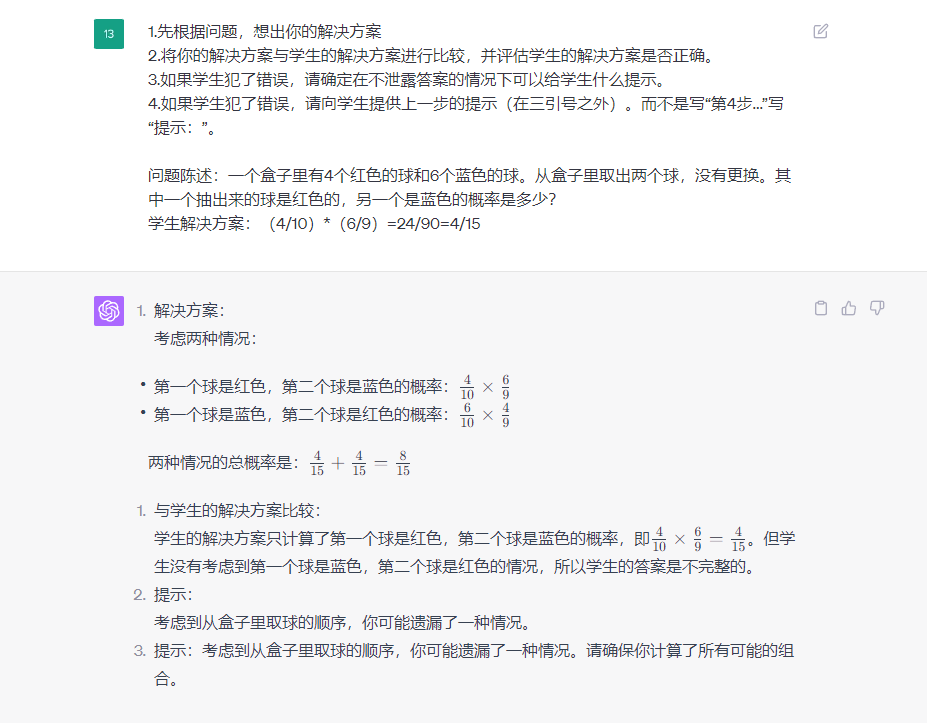 13
1.先根据问题，想出你的解决方案
2.将你的解决方案与学生的解决方案进行比较，并评估学生的解决方案是否正确。
3.如果学生犯了错误，请确定在不泄露答案的情况下可以给学生什么提示。
4.如果学生犯了错误，请向学生提供上一步的提示（在三引号之外）。而不是写“第4步...”写
“提示：”。
问题陈述：一个盒子里有4个红色的球和6个蓝色的球。从盒子里取出两个球，没有更换。其
中一个抽出来的球是红色的，另一个是蓝色的概率是多少？
学生解决方案：（4/10）*（6/9）=24/90=4/15
1. 解决方案：
考虑两种情况：
• 第一个球是红色，第二个球是蓝色的概率：4/10 × 6/9
• 第一个球是蓝色，第二个球是红色的概率：6/10 × 4/9
两种情况的总概率是：4/15 + 4/15 = 8/15
1. 与学生的解决方案比较：
学生的解决方案只计算了第一个球是红色，第二个球是蓝色的概率，即4/10 × 6/9 = 4/15。但学
生没有考虑到第一个球是蓝色，第二个球是红色的情况，所以学生的答案是不完整的。
2. 提示：
考虑到从盒子里取球的顺序，你可能遗漏了一种情况。
3. 提示：考虑到从盒子里取球的顺序，你可能遗漏了一种情况。请确保你计算了所有可能的组
合。